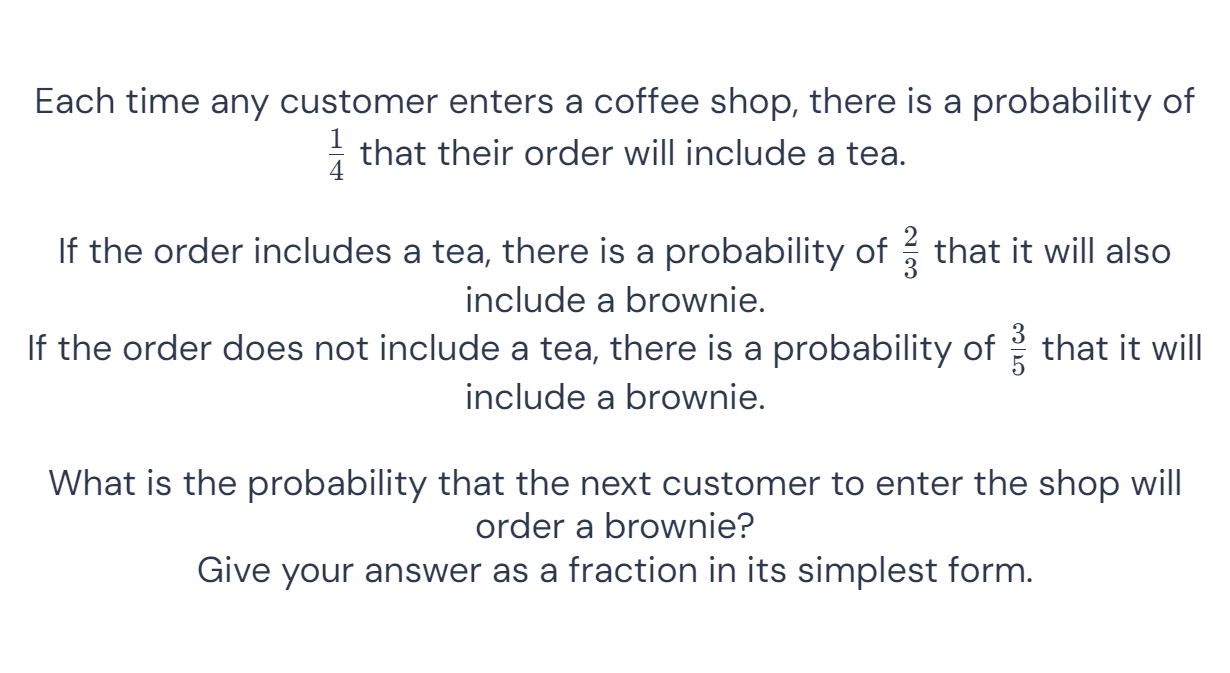 Each time any customer enters a coffee shop, there is a probability of
1/4 that their order will include a tea.
If the order includes a tea, there is a probability of 2/3 that it will also
include a brownie.
If the order does not include a tea, there is a probability of 3/5 that it will
include a brownie.
What is the probability that the next customer to enter the shop will
order a brownie?
Give your answer as a fraction in its simplest form.